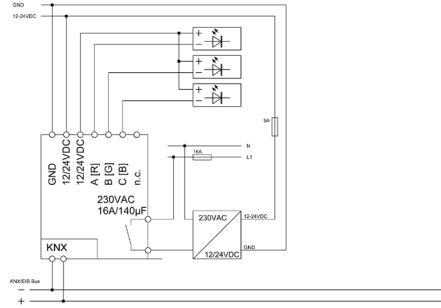 GND
12-24VDC
+
−
+
−
+
−
5A
N
16A
L1
GND
12/24VDC
12/24VDC
A [R]
B [G]
C [B]
n.c.
230VAC
16A/140µF
KNX
230VAC
12/24VDC
12-24VDC
GND
KNX/EIB Bus
−
+